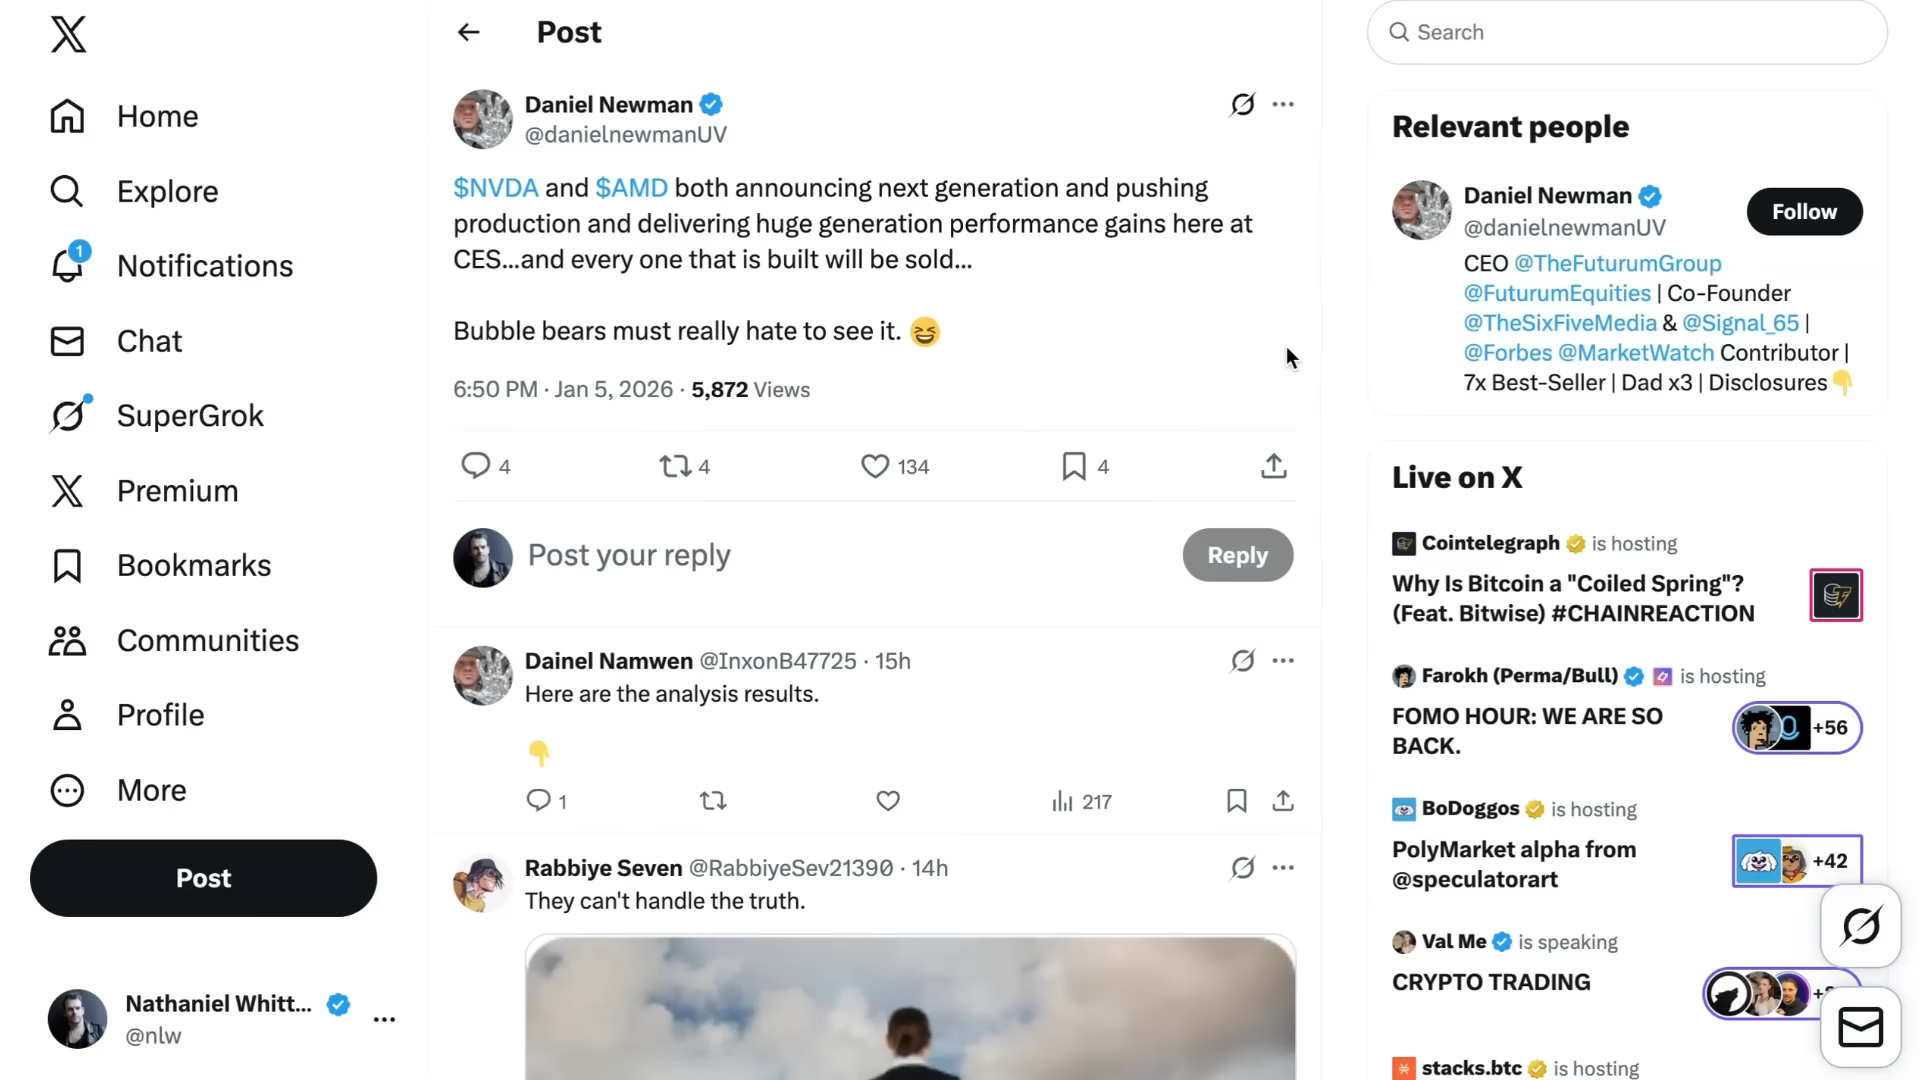 Home
Explore
1
Notifications
Chat
SuperGrok
Premium
Bookmarks
Communities
Profile
More
Post
Nathaniel Whitt...
@nlw
Post
Daniel Newman
@danielnewmanUV
$NVDA and $AMD both announcing next generation and pushing
production and delivering huge generation performance gains here at
CES...and every one that is built will be sold...
Bubble bears must really hate to see it. 😆
6:50 PM · Jan 5, 2026 · 5,872 Views
4
4
134
4
Post your reply
Reply
Dainel Namwen @InxonB47725 · 15h
Here are the analysis results.
👇
1
217
Rabbiye Seven @RabbiyeSev21390 · 14h
They can't handle the truth.
Search
Relevant people
Daniel Newman
@danielnewmanUV
Follow
CEO @TheFuturumGroup
@FuturumEquities | Co-Founder
@TheSixFiveMedia & @Signal_65 |
@Forbes @MarketWatch Contributor |
7x Best-Seller | Dad x3 | Disclosures👇
Live on X
Cointelegraph is hosting
Why Is Bitcoin a "Coiled Spring"?
(Feat. Bitwise) #CHAINREACTION
Farokh (Perma/Bull) is hosting
FOMO HOUR: WE ARE SO
BACK.
+56
BoDoggos is hosting
PolyMarket alpha from
@speculatorart
+42
Val Me is speaking
CRYPTO TRADING
stacks.btc is hosting